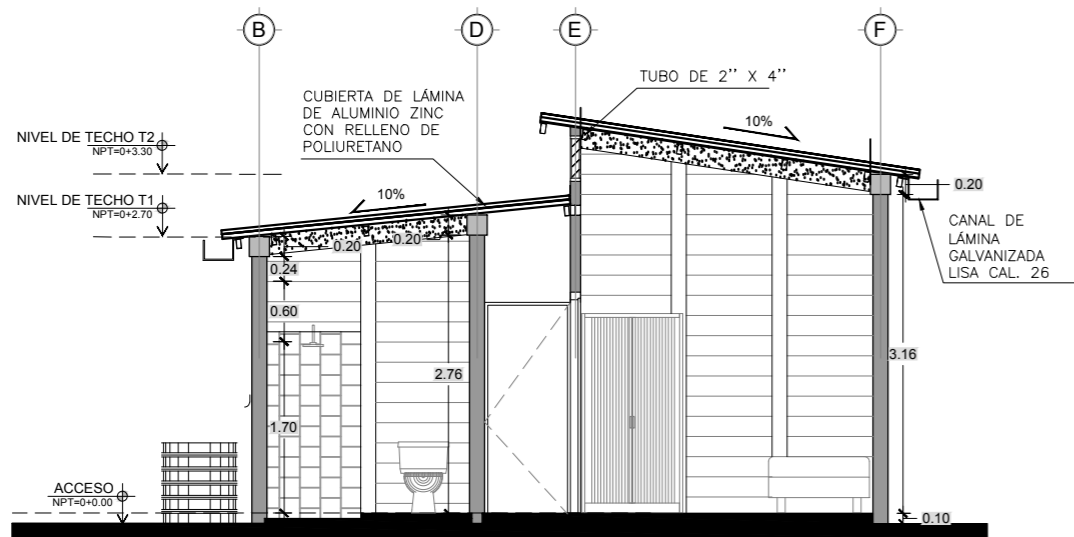 B
D
E
F
TUBO DE 2'' X 4''
CUBIERTA DE LÁMINA
DE ALUMINIO ZINC
CON RELLENO DE
POLIURETANO
10%
NIVEL DE TECHO T2
NPT=0+3.30
NIVEL DE TECHO T1
NPT=0+2.70
10%
0.20
CANAL DE
LÁMINA
GALVANIZADA
LISA CAL. 26
0.20
0.20
0.24
0.60
2.76
3.16
1.70
ACCESO
NPT=0+0.00
0.10